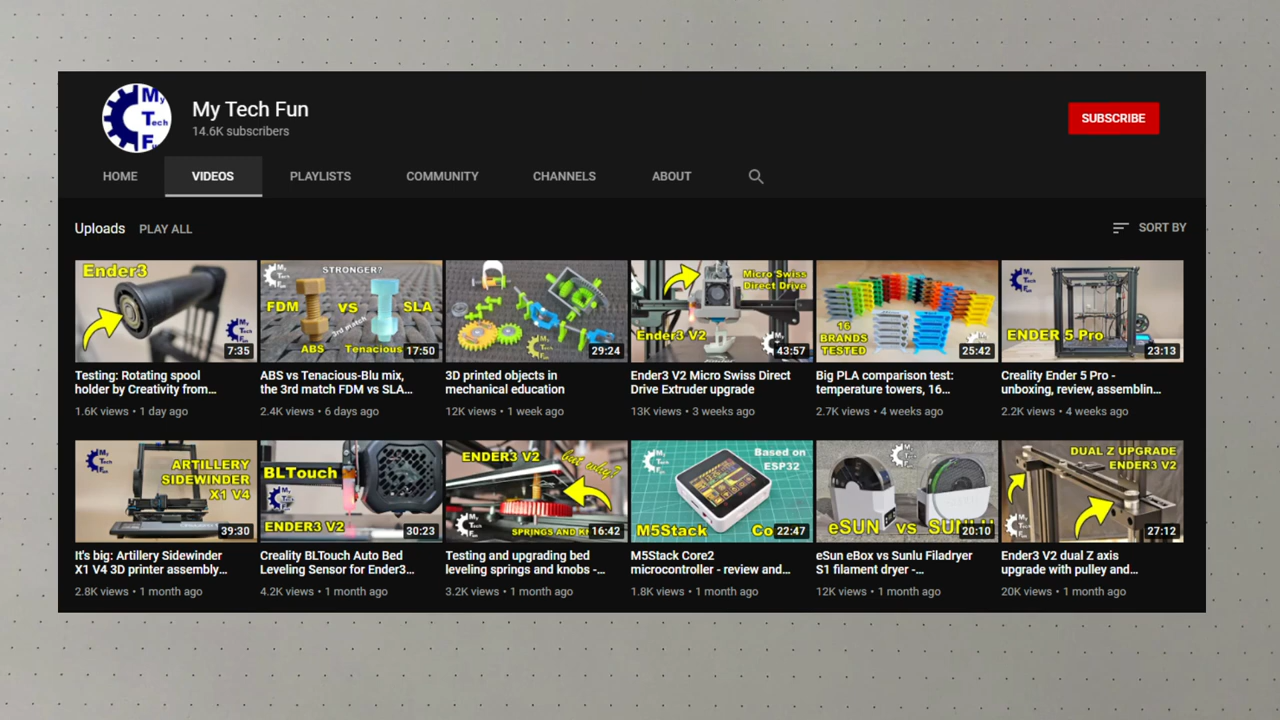 My Tech Fun
14.6K subscribers
SUBSCRIBE
HOME
VIDEOS
PLAYLISTS
COMMUNITY
CHANNELS
ABOUT
Uploads
PLAY ALL
SORT BY
Ender3
7:35
Testing: Rotating spool
holder by Creativity from...
1.6K views • 1 day ago
STRONGER?
FDM VS SLA
3rd match
ABS Tenacious
17:50
ABS vs Tenacious-Blu mix,
the 3rd match FDM vs SLA...
2.4K views • 6 days ago
29:24
3D printed objects in
mechanical education
12K views • 1 week ago
Micro Swiss
Direct Drive
Ender3 V2
43:57
Ender3 V2 Micro Swiss Direct
Drive Extruder upgrade
13K views • 3 weeks ago
16
BRANDS
TESTED
25:42
Big PLA comparison test:
temperature towers, 16...
2.7K views • 4 weeks ago
ENDER 5 Pro
23:13
Creality Ender 5 Pro -
unboxing, review, assemblin...
2.2K views • 4 weeks ago
ARTILLERY
SIDEWINDER
X1 V4
39:30
It's big: Artillery Sidewinder
X1 V4 3D printer assembly...
2.8K views • 1 month ago
BLTouch
ENDER3 V2
30:23
Creality BLTouch Auto Bed
Leveling Sensor for Ender3...
4.2K views • 1 month ago
ENDER3 V2
but why?
SPRINGS AND
16:42
Testing and upgrading bed
leveling springs and knobs -...
3.2K views • 1 month ago
Based on
ESP32
M5Stack Co
22:47
M5Stack Core2
microcontroller - review and...
1.8K views • 1 month ago
eSUN vs SUNLU
20:10
eSun eBox vs Sunlu Filadryer
S1 filament dryer -...
12K views • 1 month ago
DUAL Z UPGRADE
ENDER3 V2
27:12
Ender3 V2 dual Z axis
upgrade with pulley and...
20K views • 1 month ago